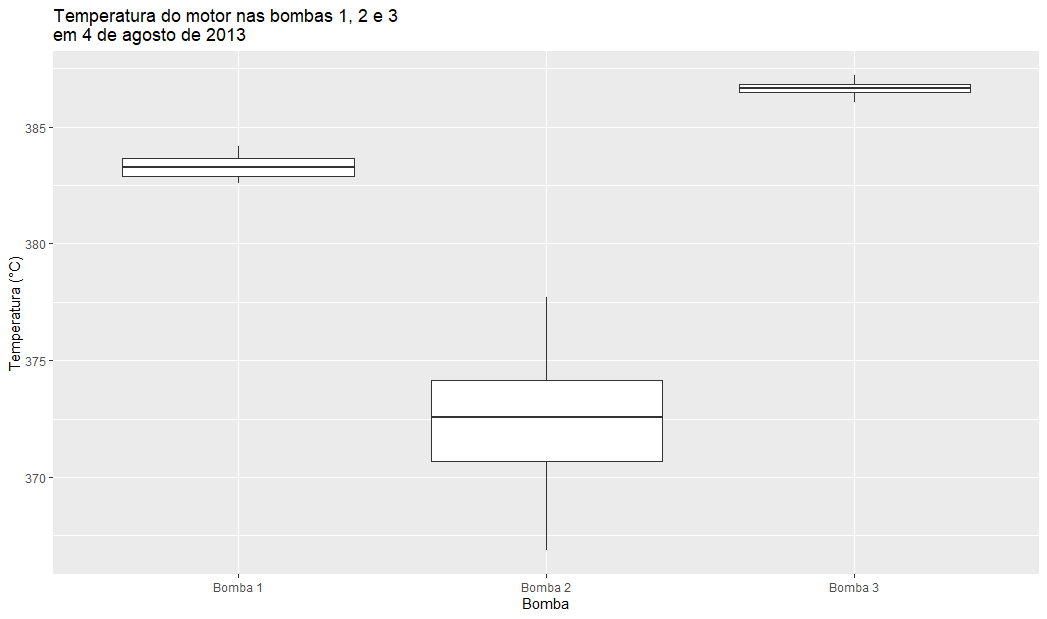 Temperatura do motor nas bombas 1, 2 e 3
em 4 de agosto de 2013
Temperatura (°C)
385
380
375
370
Bomba 1
Bomba 2
Bomba 3
Bomba